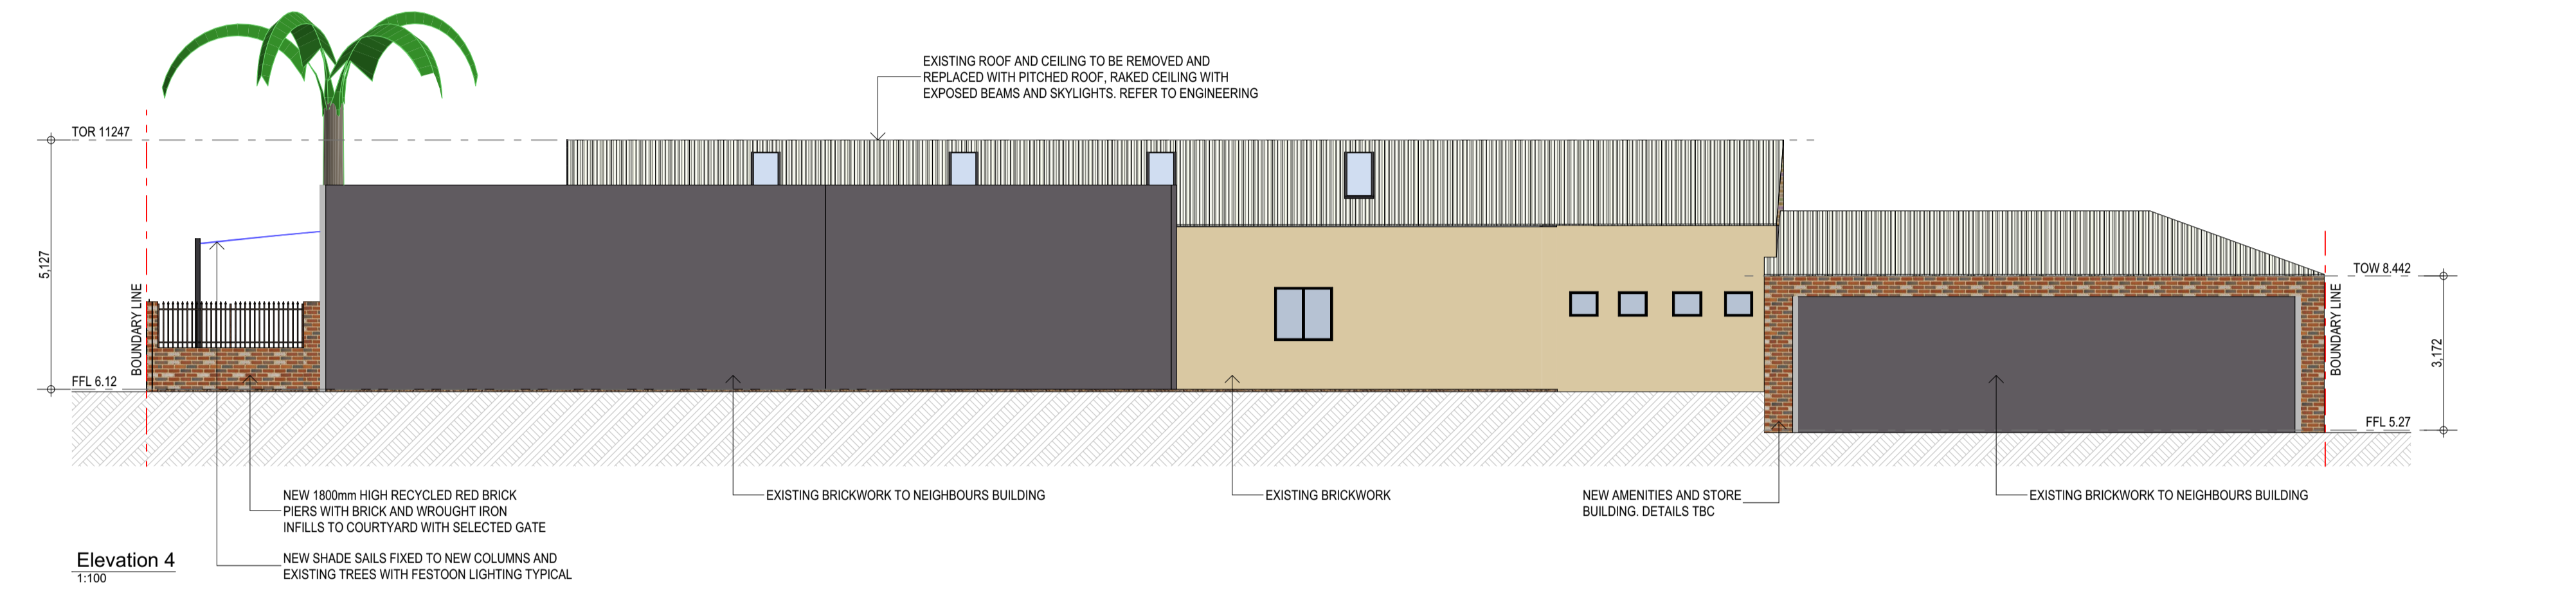 EXISTING ROOF AND CEILING TO BE REMOVED AND
REPLACED WITH PITCHED ROOF, RAKED CEILING WITH
EXPOSED BEAMS AND SKYLIGHTS. REFER TO ENGINEERING
TOR 11247
5,127
BOUNDARY LINE
FFL 6.12
TOW 8.442
BOUNDARY LINE
3,172
FFL 5.27
NEW 1800mm HIGH RECYCLED RED BRICK
PIERS WITH BRICK AND WROUGHT IRON
INFILLS TO COURTYARD WITH SELECTED GATE
EXISTING BRICKWORK TO NEIGHBOURS BUILDING
EXISTING BRICKWORK
NEW AMENITIES AND STORE
BUILDING. DETAILS TBC
EXISTING BRICKWORK TO NEIGHBOURS BUILDING
NEW SHADE SAILS FIXED TO NEW COLUMNS AND
EXISTING TREES WITH FESTOON LIGHTING TYPICAL
Elevation 4
1:100